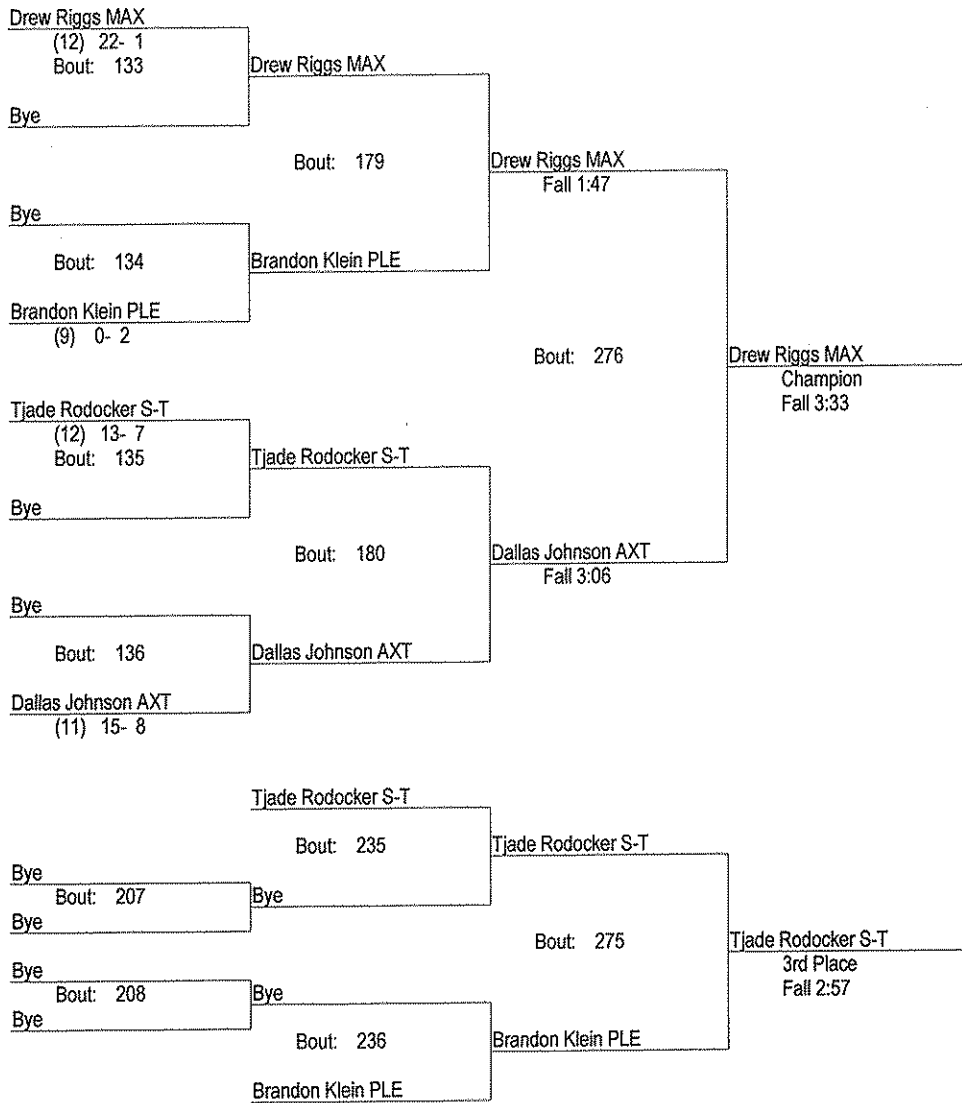 Drew Riggs MAX
(12) 22- 1
Bout: 133
Drew Riggs MAX
Bye
Bout: 179
Drew Riggs MAX
Fall 1:47
Bye
Bout: 134
Brandon Klein PLE
Brandon Klein PLE
(9) 0- 2
Bout: 276
Drew Riggs MAX
Champion
Fall 3:33
Tjade Rodocker S-T
(12) 13- 7
Bout: 135
Tjade Rodocker S-T
Bye
Bout: 180
Dallas Johnson AXT
Fall 3:06
Bye
Bout: 136
Dallas Johnson AXT
Dallas Johnson AXT
(11) 15- 8
Tjade Rodocker S-T
Bout: 235
Tjade Rodocker S-T
Bye
Bout: 207
Bye
Bye
Bout: 275
Tjade Rodocker S-T
3rd Place
Fall 2:57
Bye
Bout: 208
Bye
Bye
Bout: 236
Brandon Klein PLE
Brandon Klein PLE